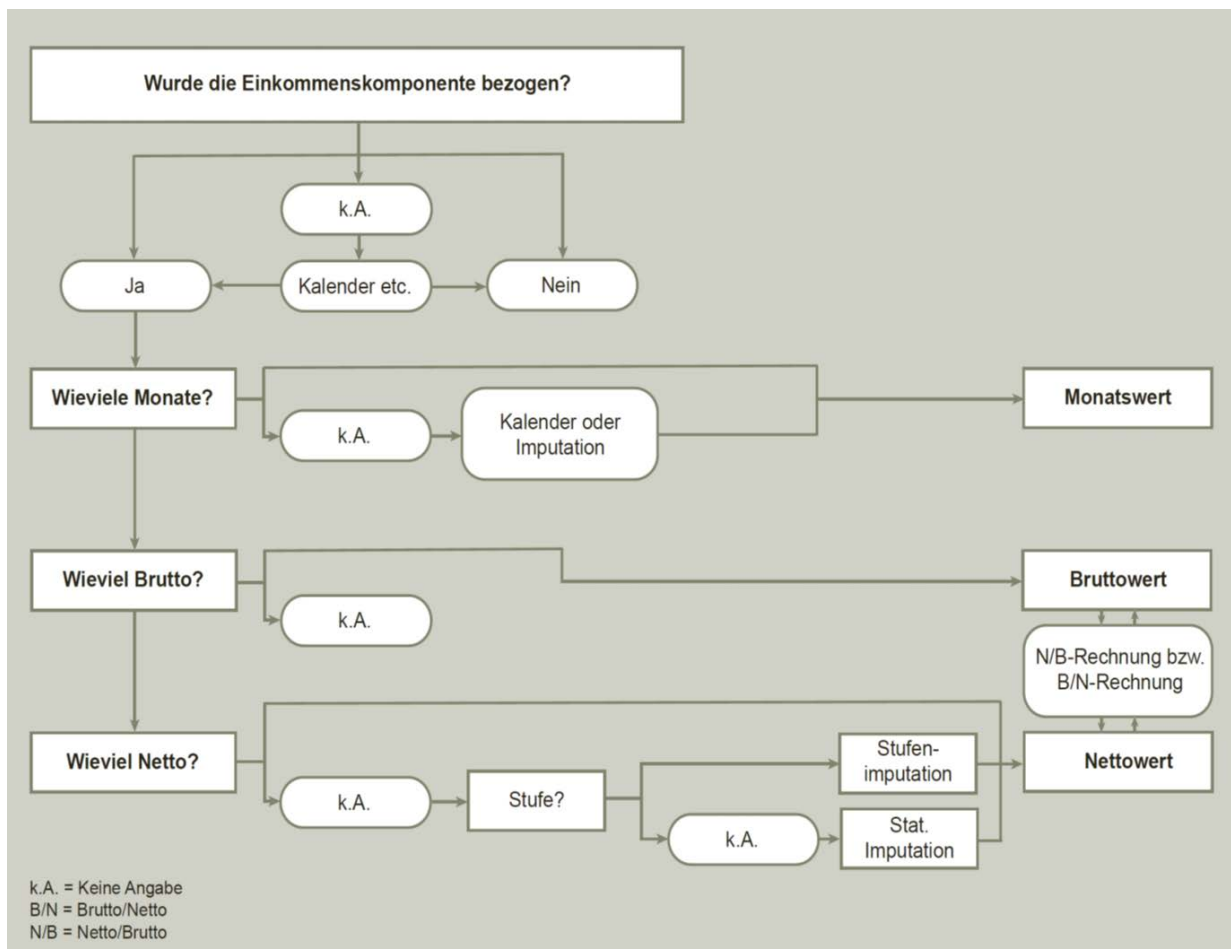 Wurde die Einkommenskomponente bezogen?
k.A.
Ja
Kalender etc.
Nein
Wieviele Monate?
k.A.
Kalender oder
Imputation
Monatswert
Wieviel Brutto?
k.A.
Bruttowert
N/B-Rechnung bzw.
B/N-Rechnung
Wieviel Netto?
k.A.
Stufe?
Stufen-
imputation
k.A.
Stat.
Imputation
Nettowert
k.A. = Keine Angabe
B/N = Brutto/Netto
N/B = Netto/Brutto